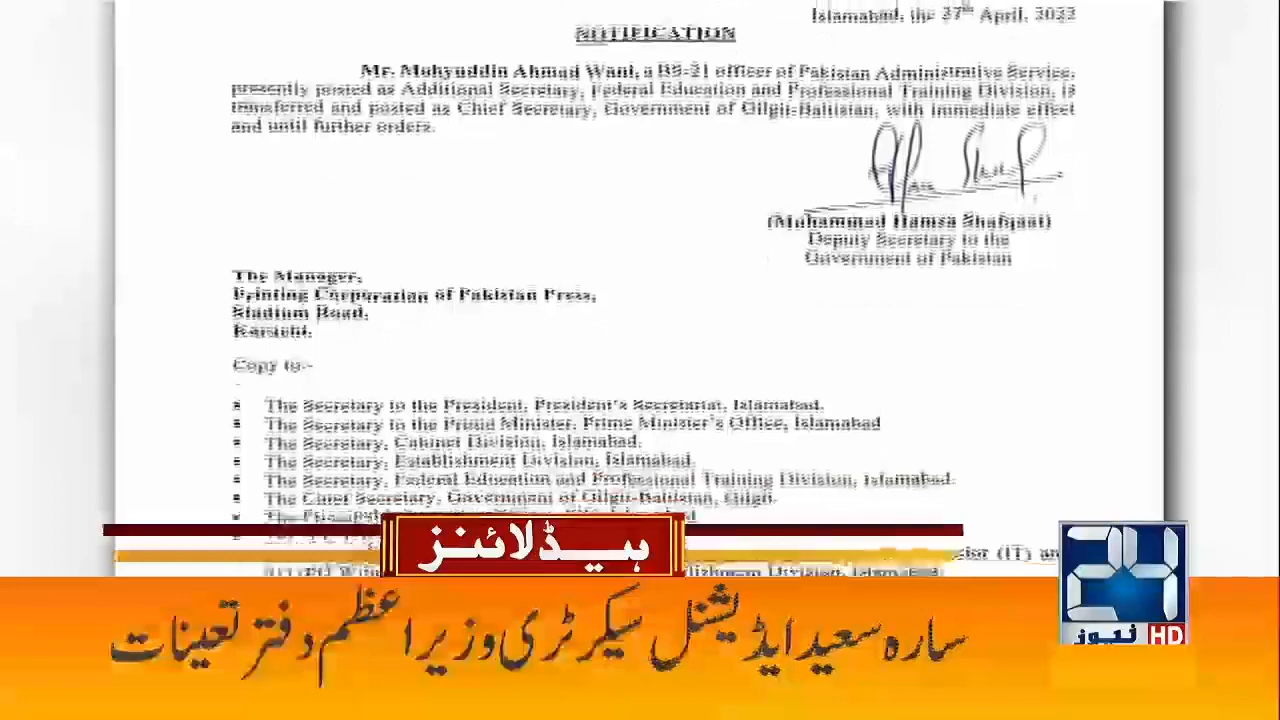 Islamabad, the 27th April, 2022
NOTIFICATION
Mr. Mohyuddin Ahmad Wani, a BS-21 officer of Pakistan Administrative Service,
presently posted as Additional Secretary, Federal Education and Professional Training Division, is
transferred and posted as Chief Secretary, Government of Gilgit-Baltistan, with immediate effect
and until further orders.
(Muhammad Hamza Shafqaat)
Deputy Secretary to the
Government of Pakistan
The Manager,
Printing Corporation of Pakistan Press,
Stadium Road,
Karachi.
Copy to:-
The Secretary to the President, President's Secretariat, Islamabad.
The Secretary to the Prime Minister, Prime Minister's Office, Islamabad
The Secretary, Cabinet Division, Islamabad.
The Secretary, Establishment Division, Islamabad.
The Secretary, Federal Education and Professional Training Division, Islamabad.
The Chief Secretary, Government of Gilgit-Baltistan, Gilgit.
ہیڈلائنز
(IT)
Division, Islamabad
سارہ سعید ایڈیشنل سیکرٹری وزیراعظم دفتر تعینات
24
نیوز HD